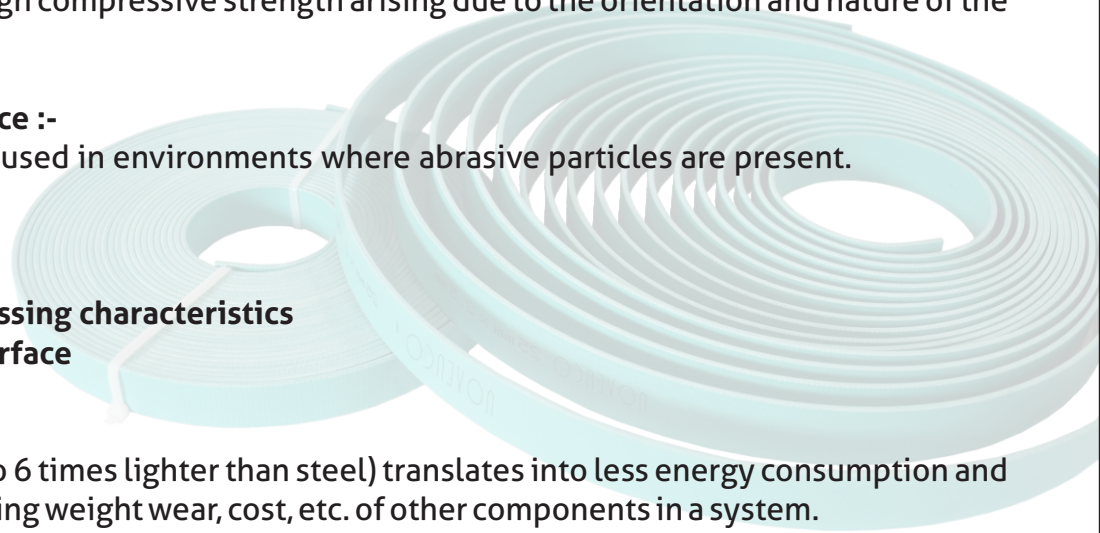 gh compressive strength arising due to the orientation and nature of the
ce :-
used in environments where abrasive particles are present.
ssing characteristics
rface
o 6 times lighter than steel) translates into less energy consumption and
ing weight wear, cost, etc. of other components in a system.